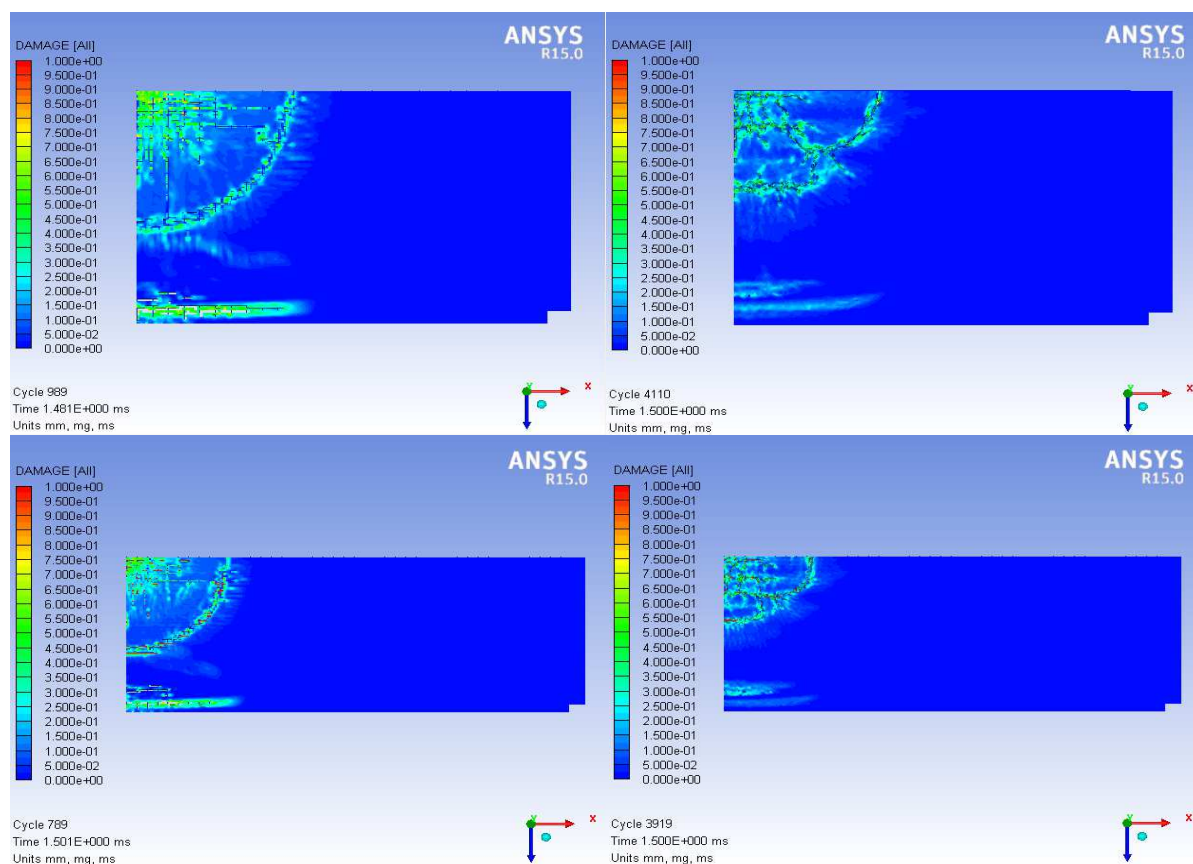 ANSYS
R15.0
DAMAGE [All]
1.000e+00
9.500e-01
9.000e-01
8.500e-01
8.000e-01
7.500e-01
7.000e-01
6.500e-01
6.000e-01
5.500e-01
5.000e-01
4.500e-01
4.000e-01
3.500e-01
3.000e-01
2.500e-01
2.000e-01
1.500e-01
1.000e-01
5.000e-02
0.000e+00
Cycle 989
Time 1.481E+000 ms
Units mm, mg, ms
Y
X
ANSYS
R15.0
DAMAGE [All]
1.000e+00
9.500e-01
9.000e-01
8.500e-01
8.000e-01
7.500e-01
7.000e-01
6.500e-01
6.000e-01
5.500e-01
5.000e-01
4.500e-01
4.000e-01
3.500e-01
3.000e-01
2.500e-01
2.000e-01
1.500e-01
1.000e-01
5.000e-02
0.000e+00
Cycle 4110
Time 1.500E+000 ms
Units mm, mg, ms
Y
X
ANSYS
R15.0
DAMAGE [All]
1.000e+00
9.500e-01
9.000e-01
8.500e-01
8.000e-01
7.500e-01
7.000e-01
6.500e-01
6.000e-01
5.500e-01
5.000e-01
4.500e-01
4.000e-01
3.500e-01
3.000e-01
2.500e-01
2.000e-01
1.500e-01
1.000e-01
5.000e-02
0.000e+00
Cycle 789
Time 1.501E+000 ms
Units mm, mg, ms
Y
X
ANSYS
R15.0
DAMAGE [All]
1.000e+00
9.500e-01
9.000e-01
8.500e-01
8.000e-01
7.500e-01
7.000e-01
6.500e-01
6.000e-01
5.500e-01
5.000e-01
4.500e-01
4.000e-01
3.500e-01
3.000e-01
2.500e-01
2.000e-01
1.500e-01
1.000e-01
5.000e-02
0.000e+00
Cycle 3919
Time 1.500E+000 ms
Units mm, mg, ms
Y
X